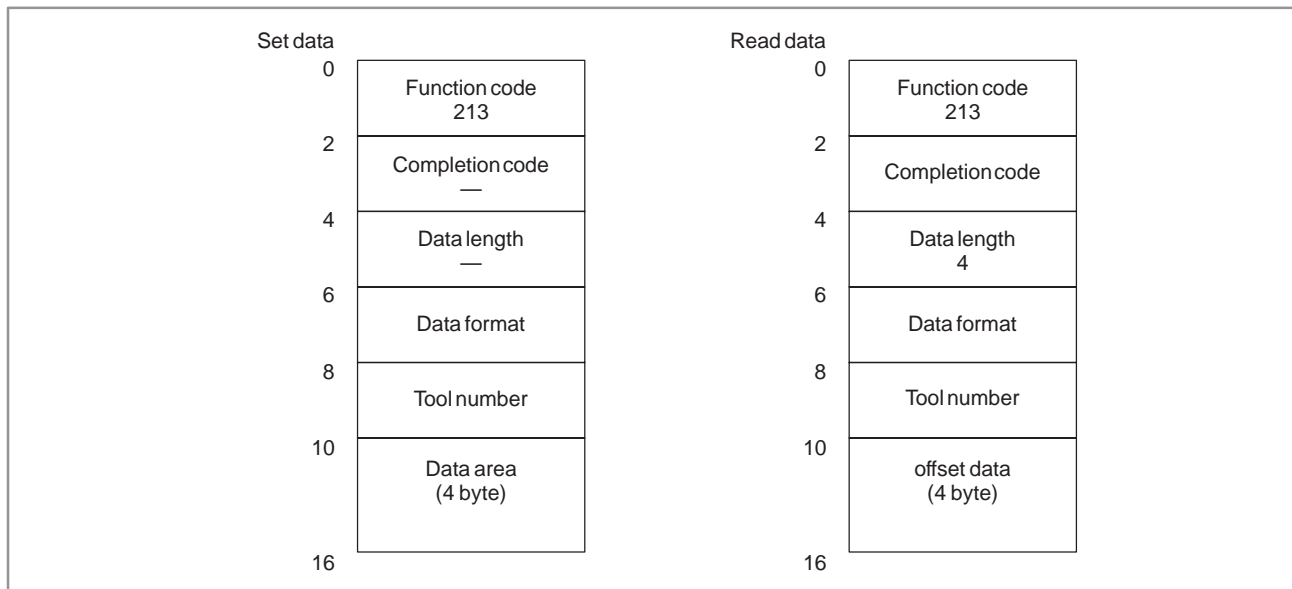 Set data
0
Function code
213
2
Completion code
—
4
Data length
—
6
Data format
8
Tool number
10
Data area
(4 byte)
16
Read data
0
Function code
213
2
Completion code
4
Data length
4
6
Data format
8
Tool number
10
offset data
(4 byte)
16